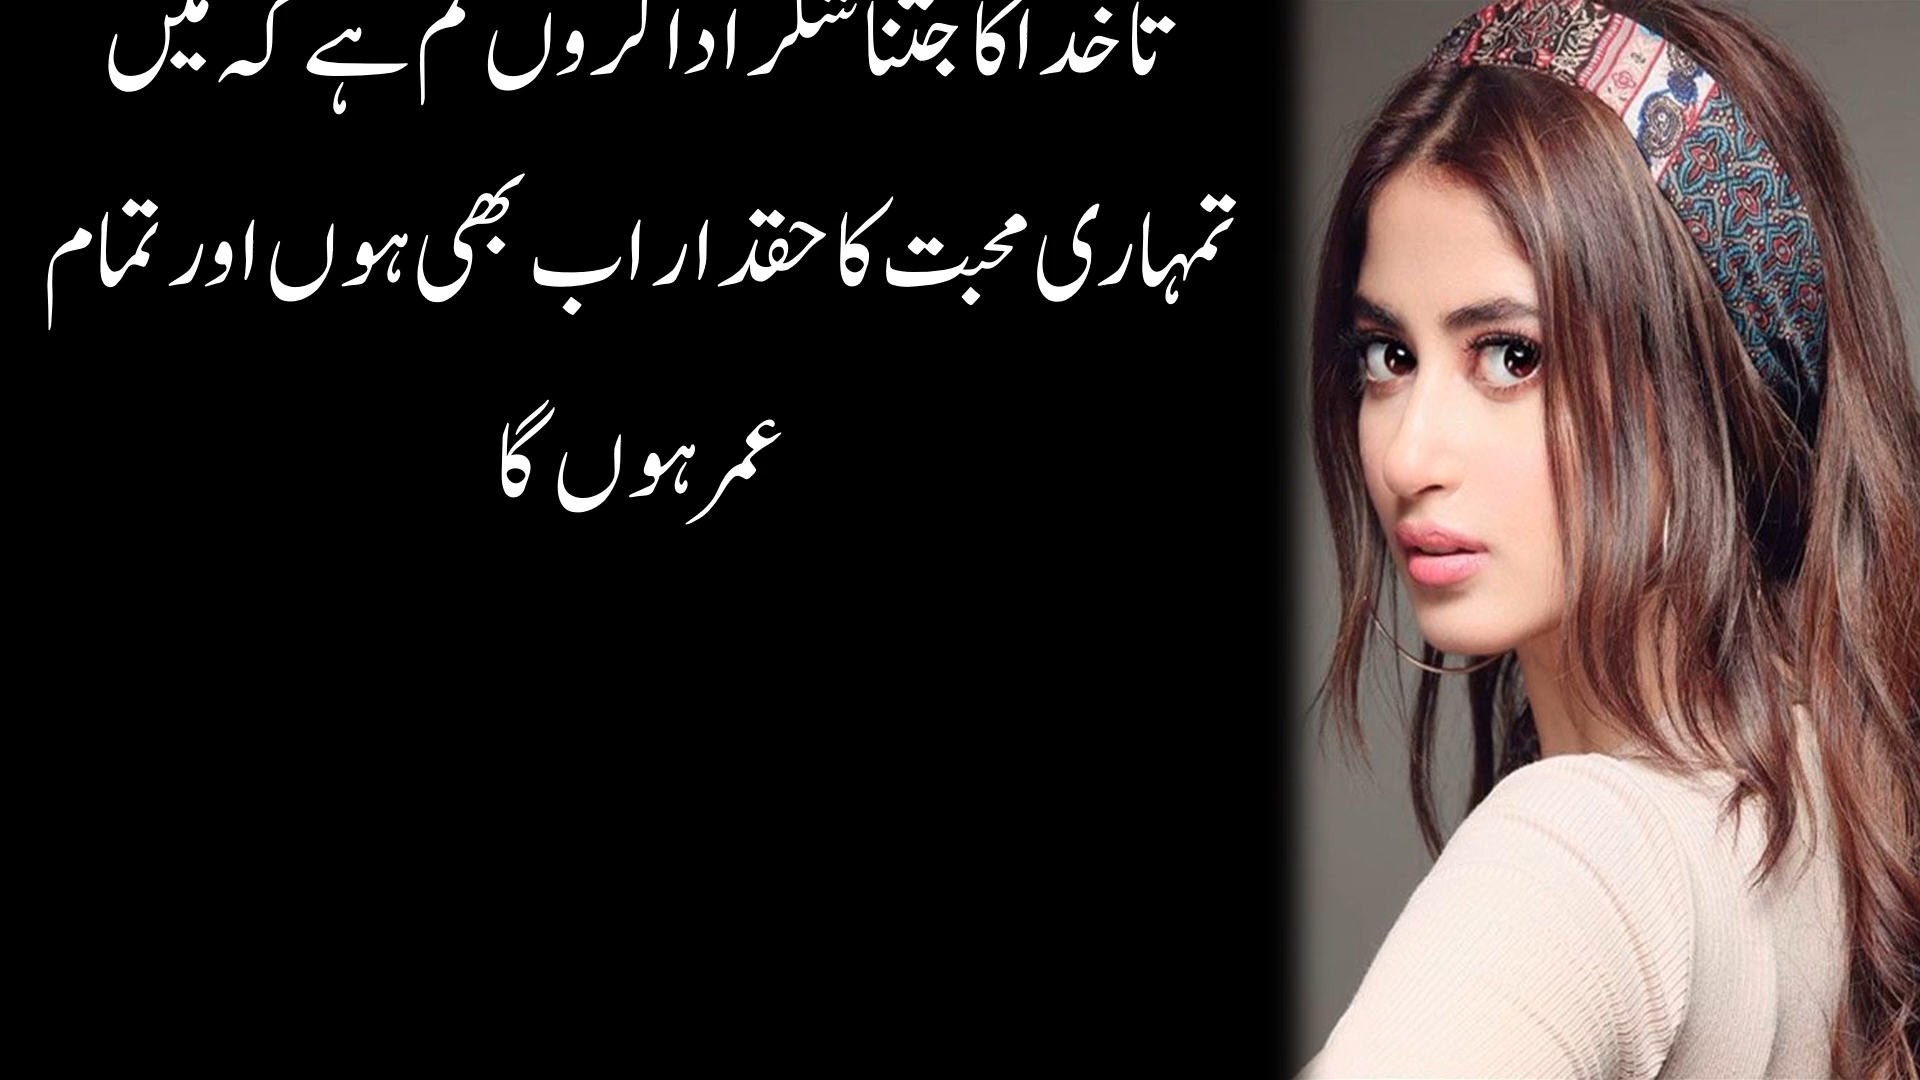 تا خدا کا جتنا شکر ادا کروں کم ہے کہ میں
تمہاری محبت کا حقدار اب بھی ہوں اور تمام
عمر ہوں گا